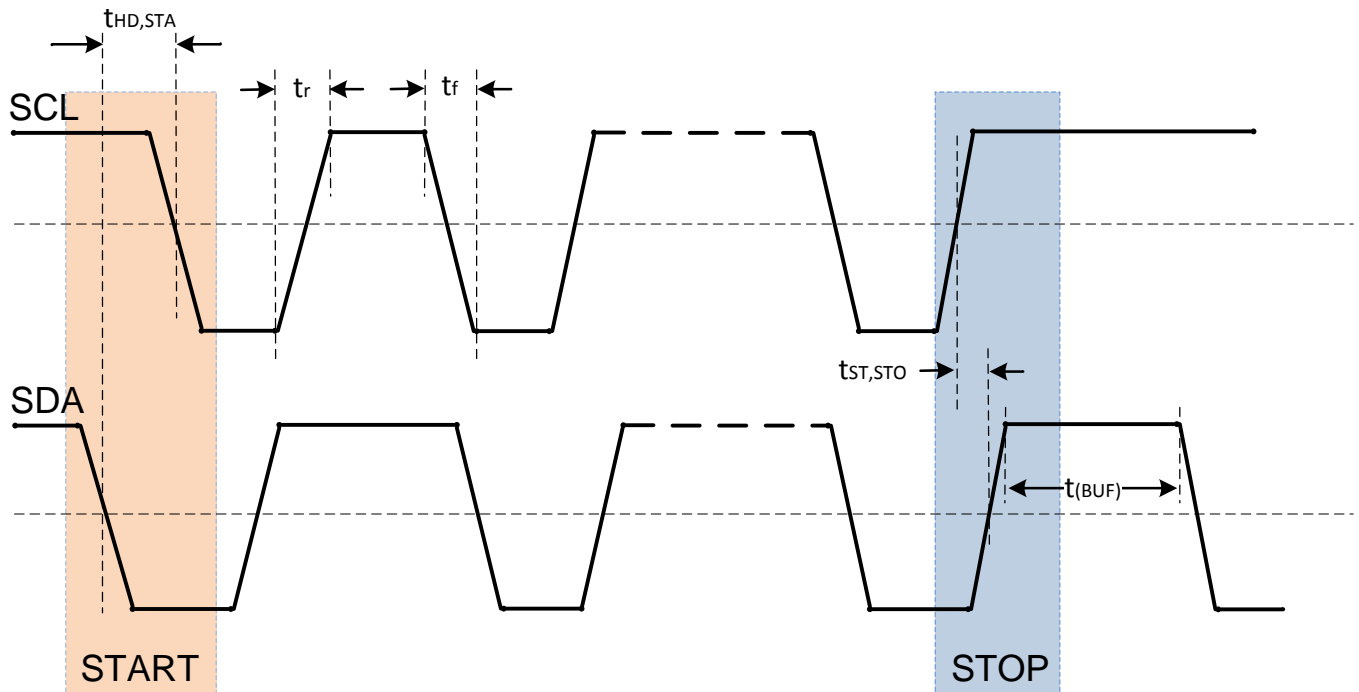 tHD,STA
tr
tf
SCL
tST,STO
SDA
t(BUF)
START
STOP